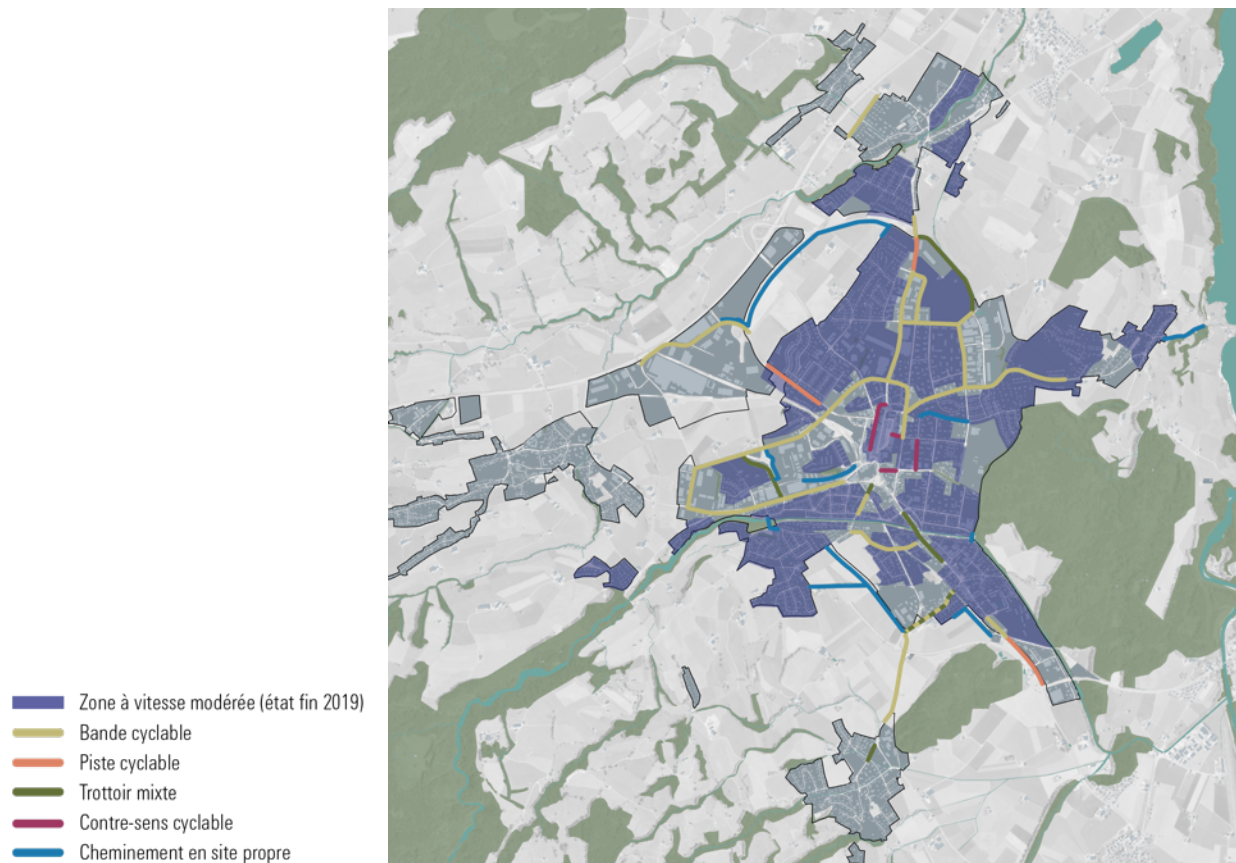 Zone à vitesse modérée (état fin 2019)
Bande cyclable
Piste cyclable
Trottoir mixte
Contre-sens cyclable
Cheminement en site propre